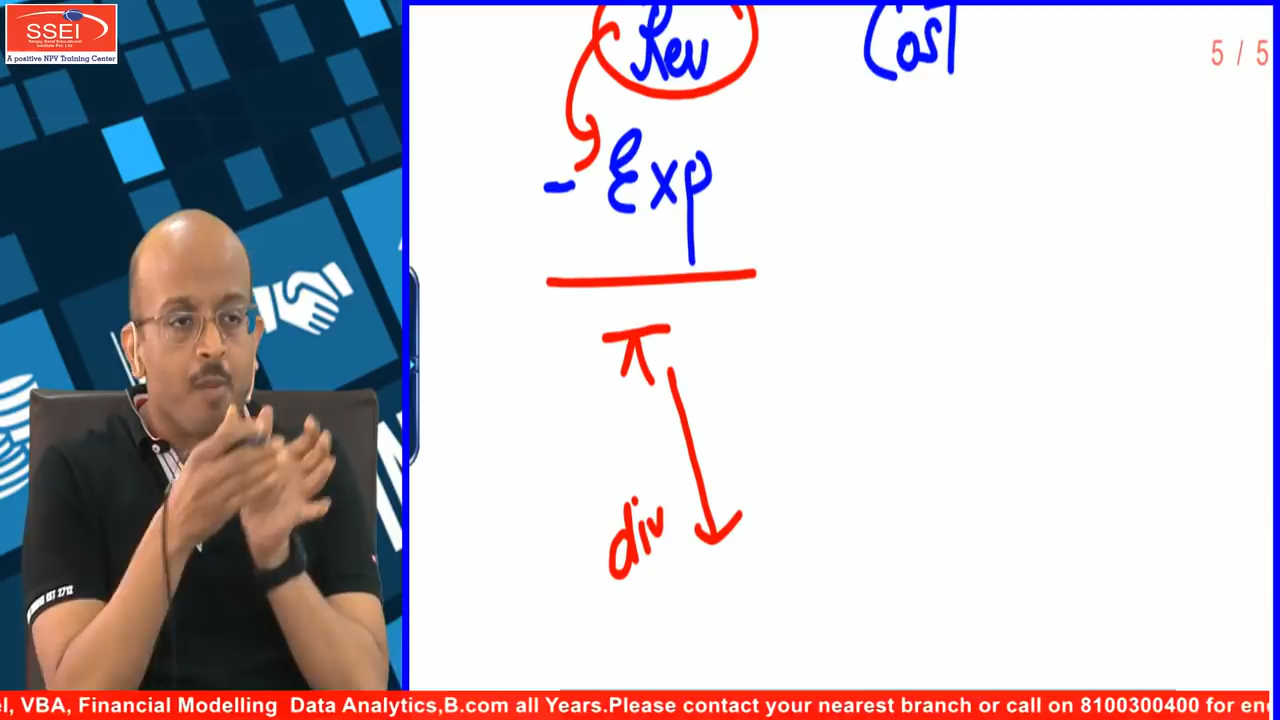 SSEI
A positive NPV Training Center
Rev Cost
5 / 5
- Exp
π
div
el, VBA, Financial Modelling Data Analytics,B.com all Years.Please contact your nearest branch or call on 8100300400 for en